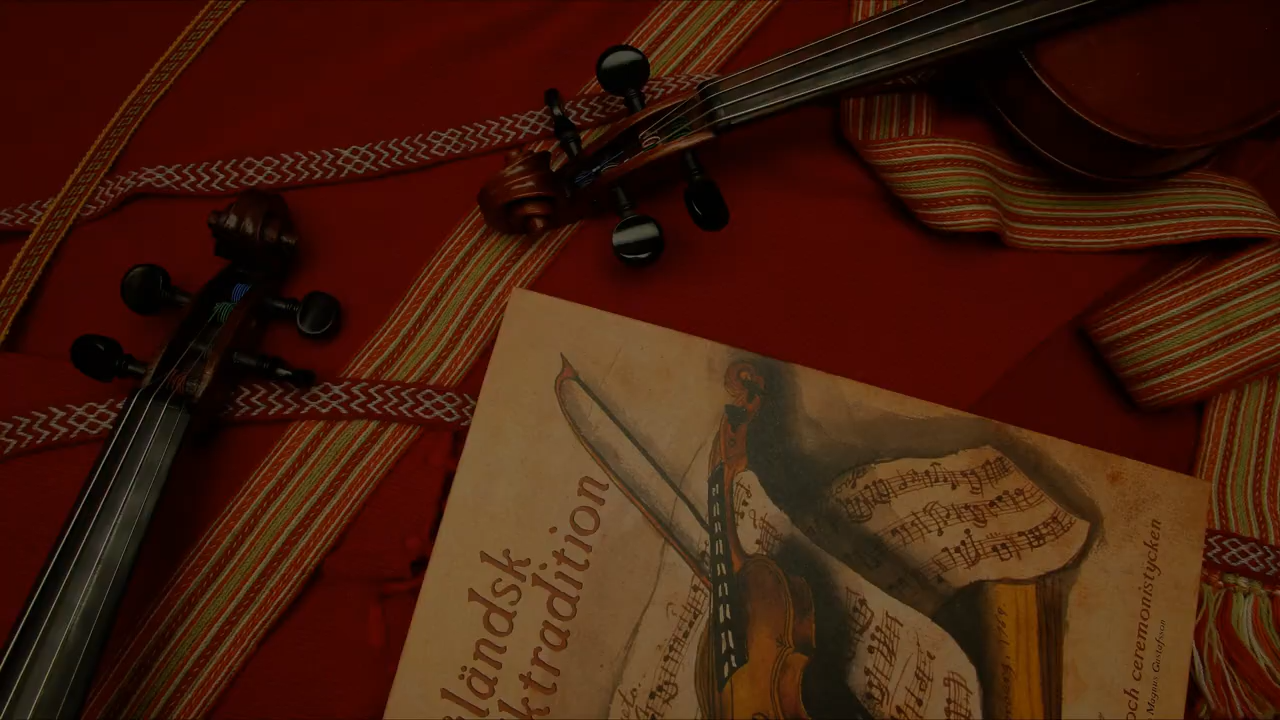 ländsk
ktradition
och ceremonistycken
Magnus Gustafsson